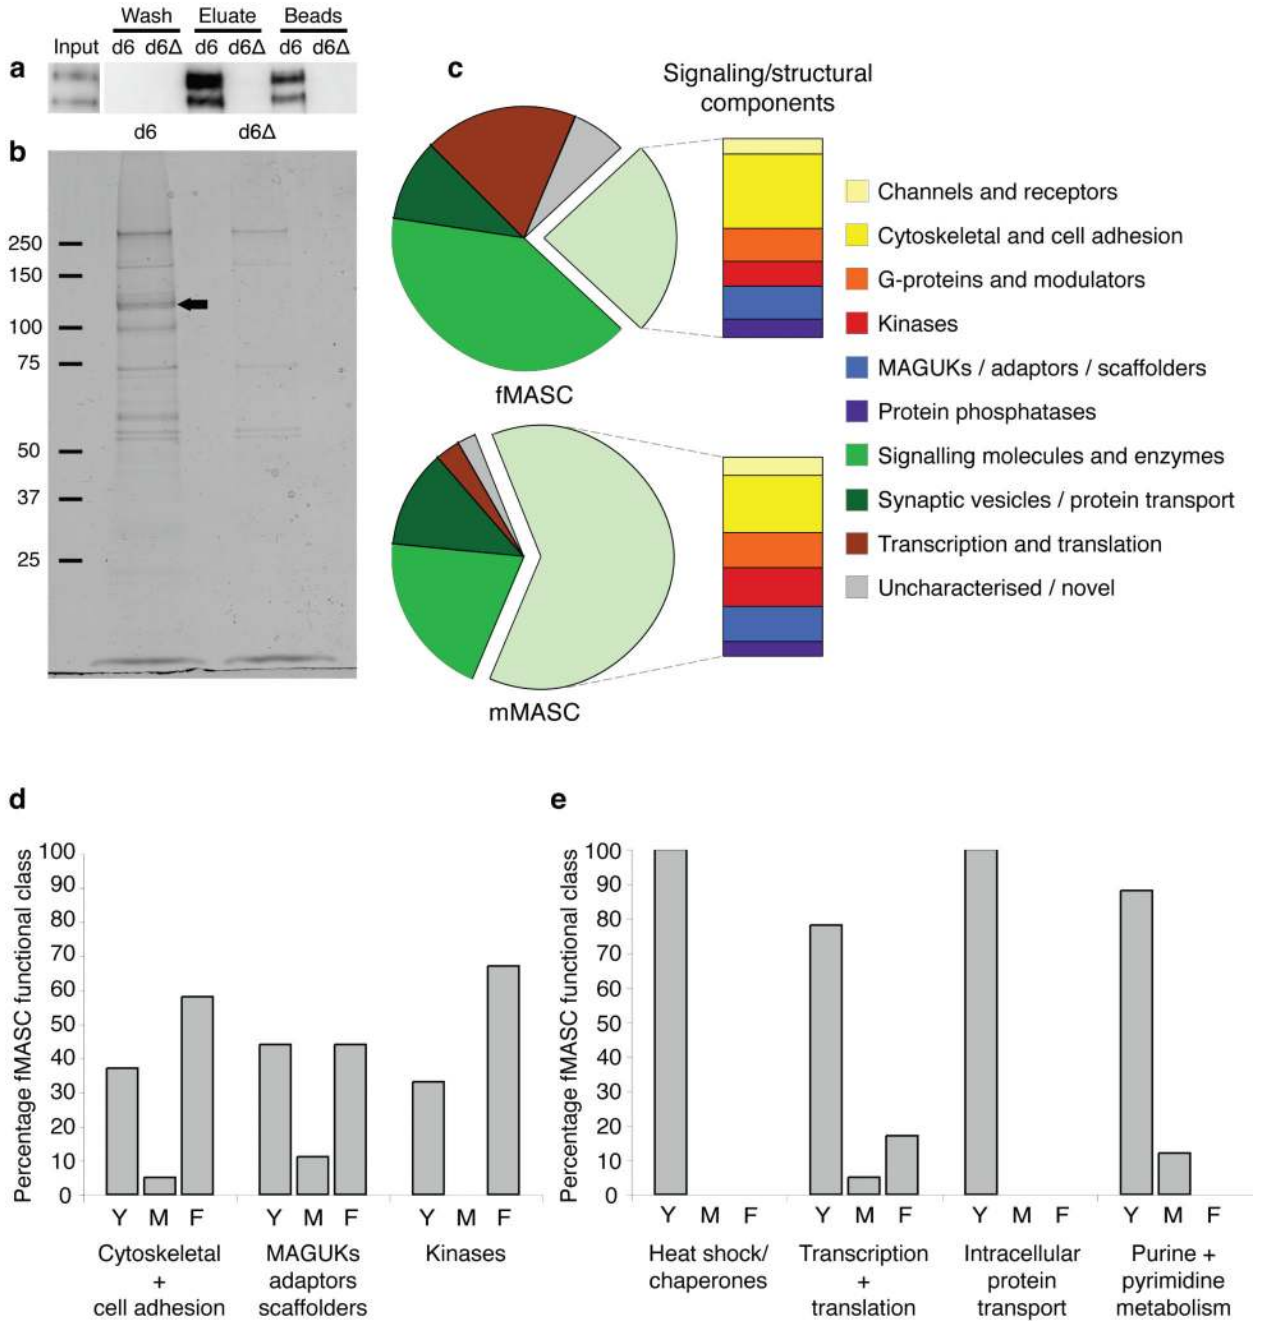 Wash Eluate Beads
Input d6 d6Δ d6 d6Δ d6 d6Δ
a
d6 d6Δ
b
250
150
100
75
50
37
25
c
Signaling/structural
components
fMASC
mMASC
Channels and receptors
Cytoskeletal and cell adhesion
G-proteins and modulators
Kinases
MAGUKs / adaptors / scaffolders
Protein phosphatases
Signalling molecules and enzymes
Synaptic vesicles / protein transport
Transcription and translation
Uncharacterised / novel
d
Percentage fMASC functional class
100
90
80
70
60
50
40
30
20
10
0
Y M F Y M F Y M F
Cytoskeletal
+
cell adhesion
MAGUKs
adaptors
scaffolders
Kinases
e
Percentage fMASC functional class
100
90
80
70
60
50
40
30
20
10
0
Y M F Y M F Y M F Y M F
Heat shock/
chaperones
Transcription
+
translation
Intracellular
protein
transport
Purine +
pyrimidine
metabolism